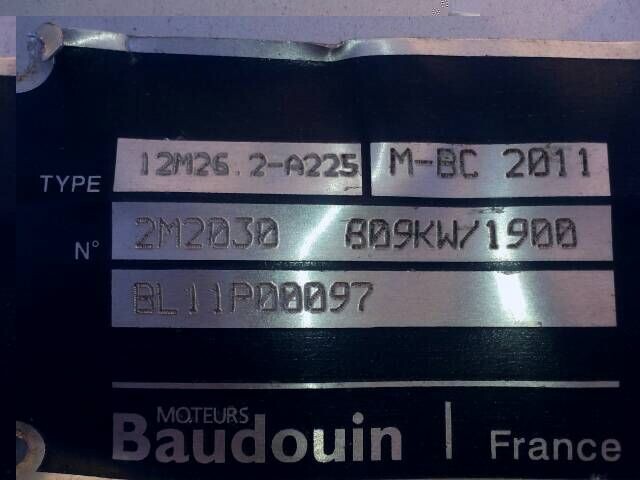 TYPE 12M26.2-A225 M-BC 2011
N° 2M2030 809KW/1900
BL11P00097
MOTEURS
Baudouin | France